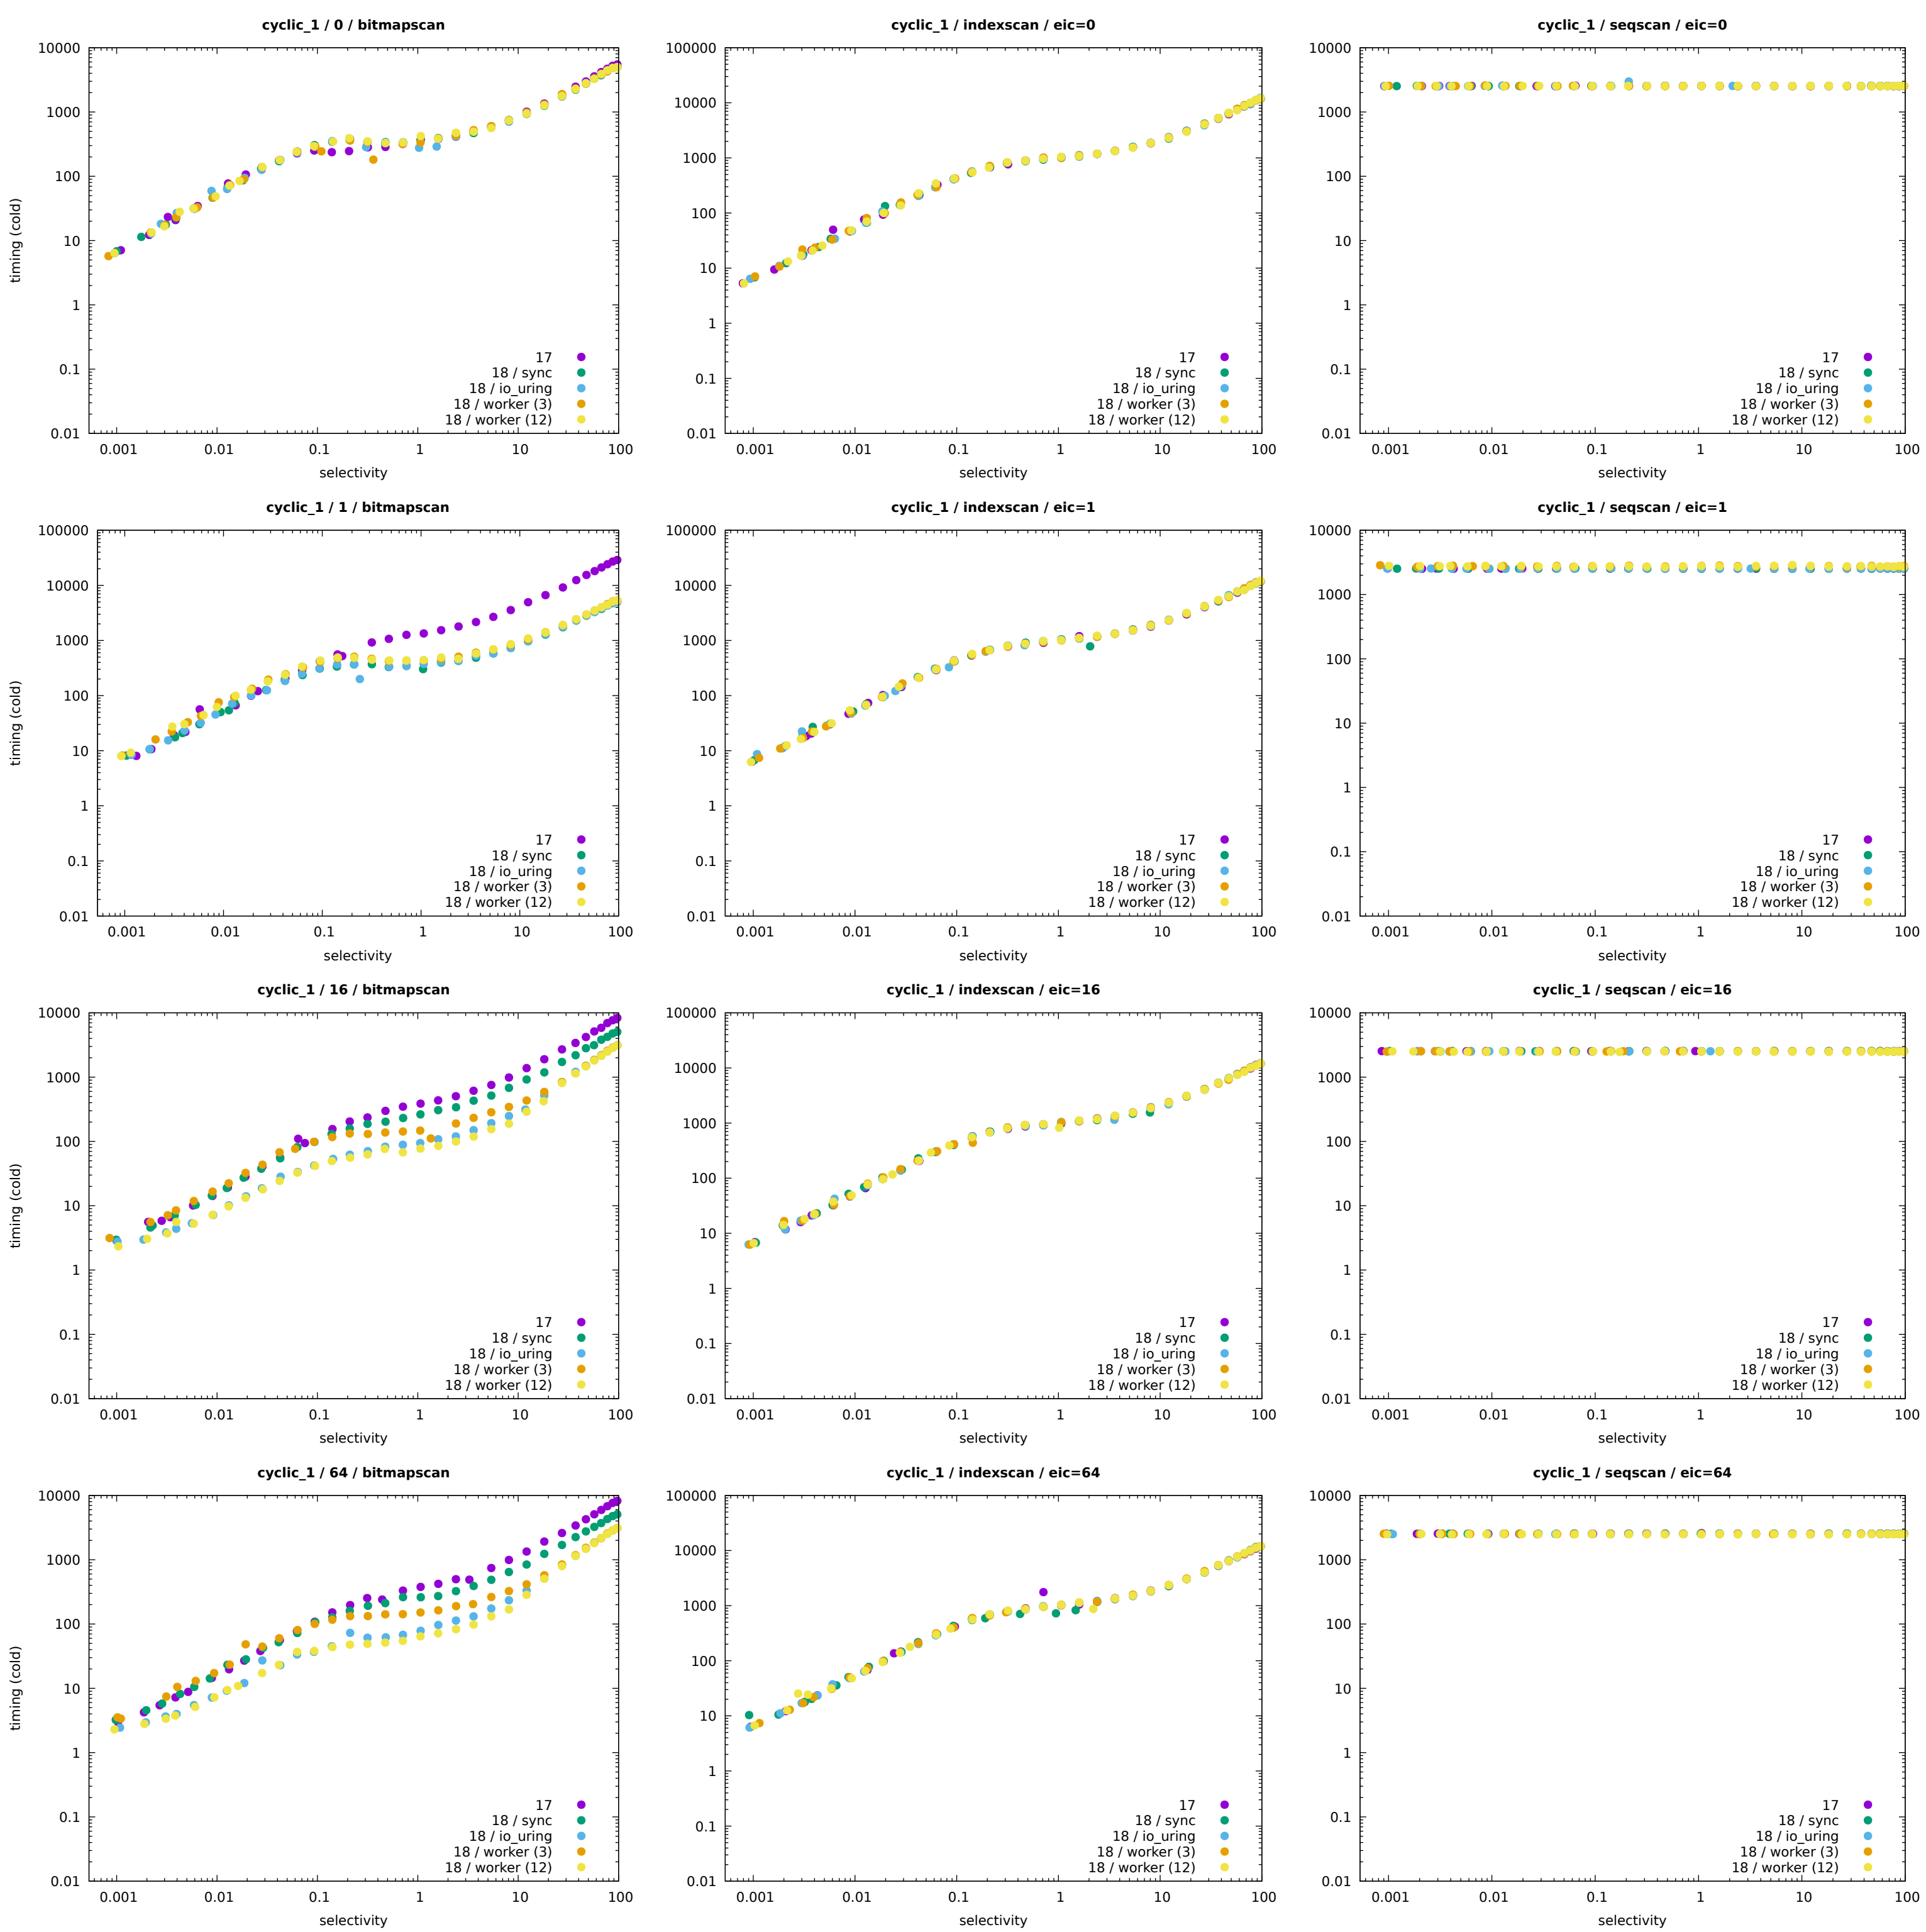 cyclic_1 / 0 / bitmapscan
timing (cold)
10000
1000
100
10
1
0.1
0.01
17
18 / sync
18 / io_uring
18 / worker (3)
18 / worker (12)
0.001 0.01 0.1 1 10 100
selectivity
cyclic_1 / indexscan / eic=0
100000
10000
1000
100
10
1
0.1
0.01
17
18 / sync
18 / io_uring
18 / worker (3)
18 / worker (12)
0.001 0.01 0.1 1 10 100
selectivity
cyclic_1 / seqscan / eic=0
10000
1000
100
10
1
0.1
0.01
17
18 / sync
18 / io_uring
18 / worker (3)
18 / worker (12)
0.001 0.01 0.1 1 10 100
selectivity
cyclic_1 / 1 / bitmapscan
timing (cold)
100000
10000
1000
100
10
1
0.1
0.01
17
18 / sync
18 / io_uring
18 / worker (3)
18 / worker (12)
0.001 0.01 0.1 1 10 100
selectivity
cyclic_1 / indexscan / eic=1
100000
10000
1000
100
10
1
0.1
0.01
17
18 / sync
18 / io_uring
18 / worker (3)
18 / worker (12)
0.001 0.01 0.1 1 10 100
selectivity
cyclic_1 / seqscan / eic=1
10000
1000
100
10
1
0.1
0.01
17
18 / sync
18 / io_uring
18 / worker (3)
18 / worker (12)
0.001 0.01 0.1 1 10 100
selectivity
cyclic_1 / 16 / bitmapscan
timing (cold)
10000
1000
100
10
1
0.1
0.01
17
18 / sync
18 / io_uring
18 / worker (3)
18 / worker (12)
0.001 0.01 0.1 1 10 100
selectivity
cyclic_1 / indexscan / eic=16
100000
10000
1000
100
10
1
0.1
0.01
17
18 / sync
18 / io_uring
18 / worker (3)
18 / worker (12)
0.001 0.01 0.1 1 10 100
selectivity
cyclic_1 / seqscan / eic=16
10000
1000
100
10
1
0.1
0.01
17
18 / sync
18 / io_uring
18 / worker (3)
18 / worker (12)
0.001 0.01 0.1 1 10 100
selectivity
cyclic_1 / 64 / bitmapscan
timing (cold)
10000
1000
100
10
1
0.1
0.01
17
18 / sync
18 / io_uring
18 / worker (3)
18 / worker (12)
0.001 0.01 0.1 1 10 100
selectivity
cyclic_1 / indexscan / eic=64
100000
10000
1000
100
10
1
0.1
0.01
17
18 / sync
18 / io_uring
18 / worker (3)
18 / worker (12)
0.001 0.01 0.1 1 10 100
selectivity
cyclic_1 / seqscan / eic=64
10000
1000
100
10
1
0.1
0.01
17
18 / sync
18 / io_uring
18 / worker (3)
18 / worker (12)
0.001 0.01 0.1 1 10 100
selectivity